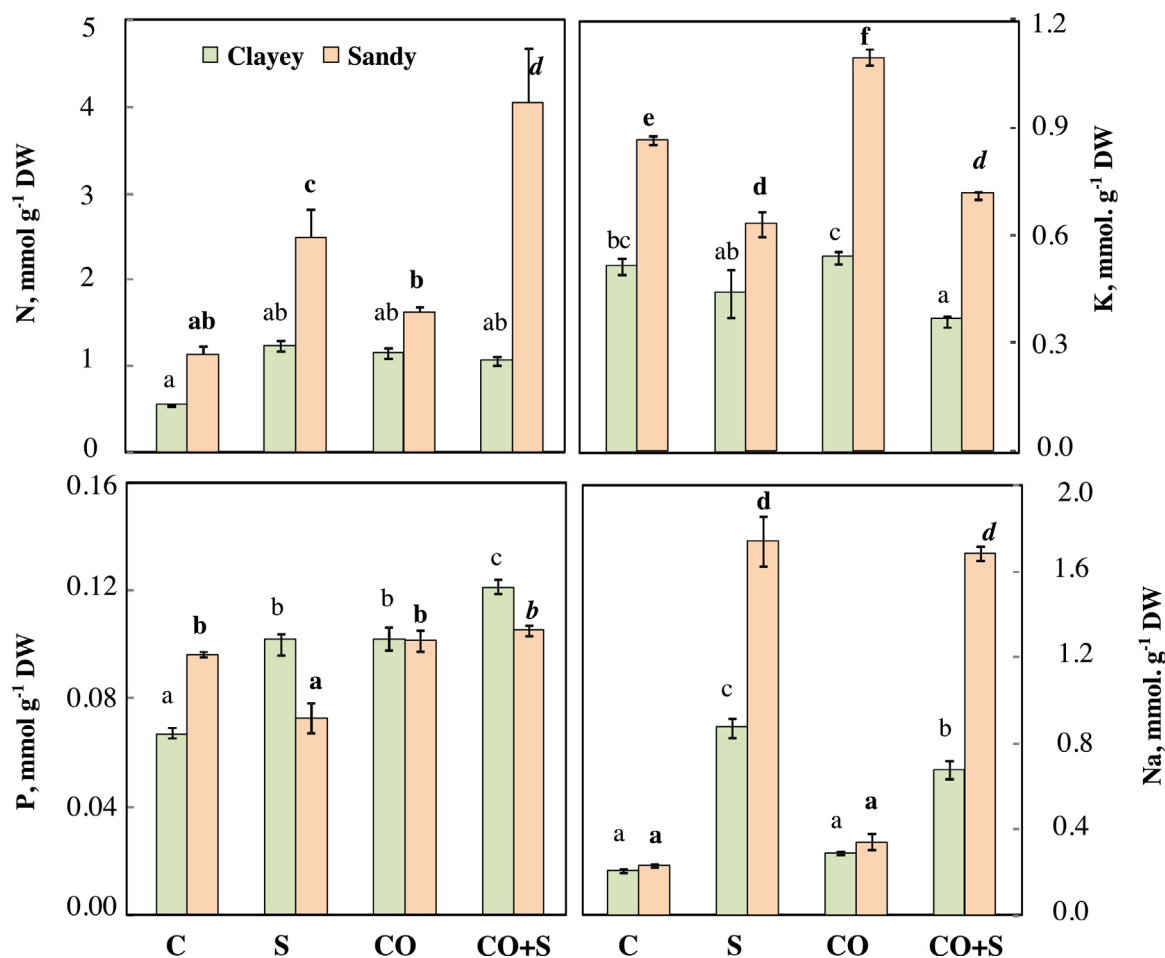 5
4
3
2
1
0
N, mmol g⁻¹ DW
Clayey Sandy
a ab ab c ab b ab d
1.2
0.9
0.6
0.3
0.0
K, mmol. g⁻¹ DW
bc e ab d c f a d
0.16
0.12
0.08
0.04
0.00
P, mmol g⁻¹ DW
a b b a b b c b
2.0
1.6
1.2
0.8
0.4
0.0
Na, mmol. g⁻¹ DW
a a c d a a b d
C S CO CO+S
C S CO CO+S